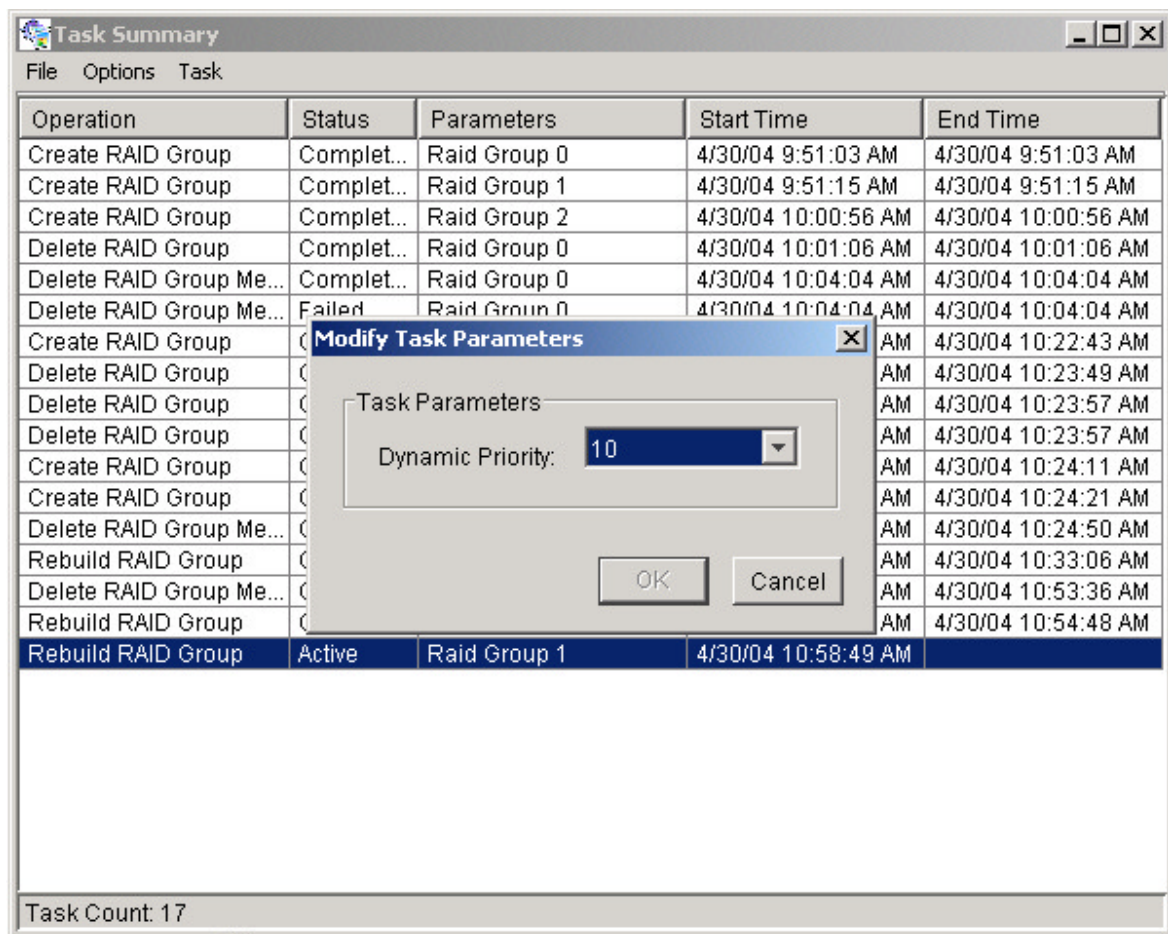 Task Summary
File Options Task
Operation Status Parameters Start Time End Time
Create RAID Group Complet... Raid Group 0 4/30/04 9:51:03 AM 4/30/04 9:51:03 AM
Create RAID Group Complet... Raid Group 1 4/30/04 9:51:15 AM 4/30/04 9:51:15 AM
Create RAID Group Complet... Raid Group 2 4/30/04 10:00:56 AM 4/30/04 10:00:56 AM
Delete RAID Group Complet... Raid Group 0 4/30/04 10:01:06 AM 4/30/04 10:01:06 AM
Delete RAID Group Me... Complet... Raid Group 0 4/30/04 10:04:04 AM 4/30/04 10:04:04 AM
Delete RAID Group Me... Failed Raid Group 0 4/30/04 10:04:04 AM 4/30/04 10:04:04 AM
Create RAID Group AM 4/30/04 10:22:43 AM
Delete RAID Group AM 4/30/04 10:23:49 AM
Delete RAID Group AM 4/30/04 10:23:57 AM
Delete RAID Group AM 4/30/04 10:23:57 AM
Create RAID Group AM 4/30/04 10:24:11 AM
Create RAID Group AM 4/30/04 10:24:21 AM
Delete RAID Group Me... AM 4/30/04 10:24:50 AM
Rebuild RAID Group AM 4/30/04 10:33:06 AM
Delete RAID Group Me... AM 4/30/04 10:53:36 AM
Rebuild RAID Group AM 4/30/04 10:54:48 AM
Rebuild RAID Group Active Raid Group 1 4/30/04 10:58:49 AM
Modify Task Parameters
Task Parameters
Dynamic Priority: 10
OK Cancel
Task Count: 17